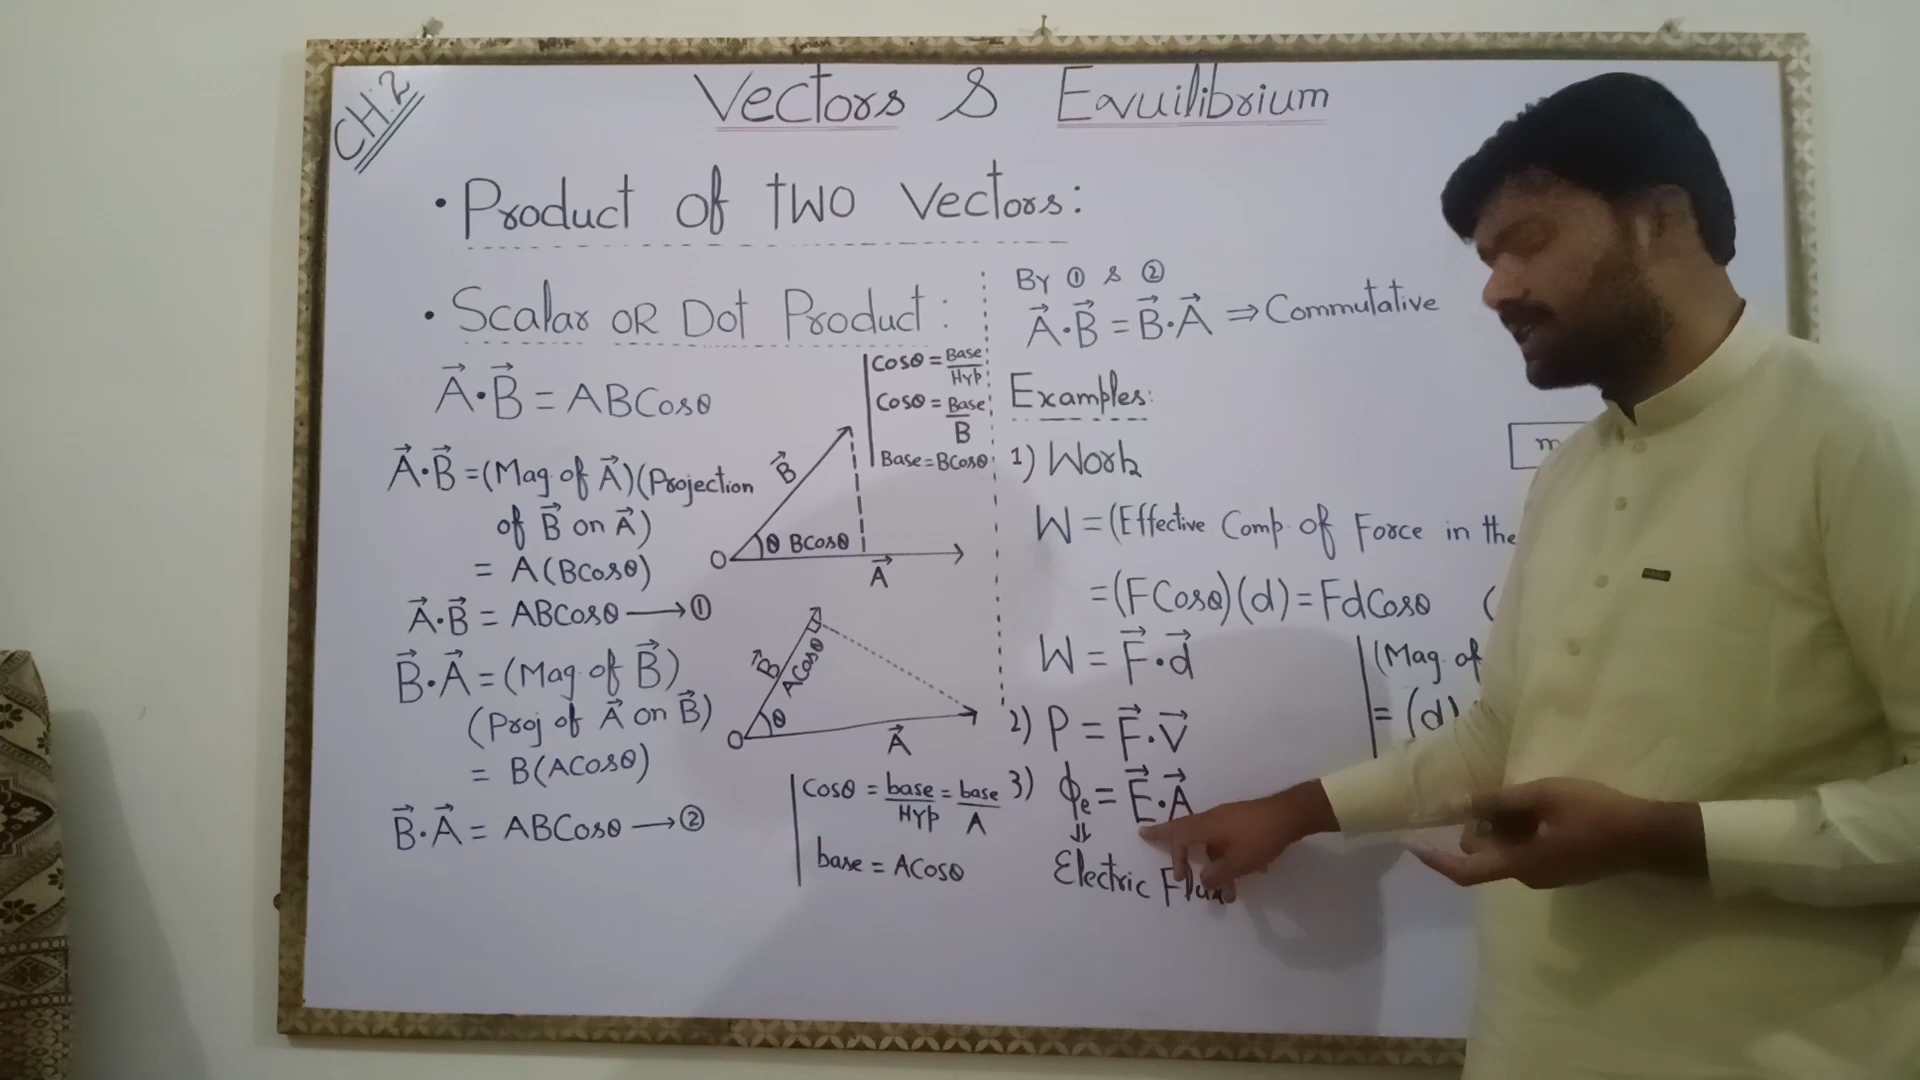 CH:2
Vectors & Eqvuilibrium
• Product of two Vectors:
• Scalar OR Dot Product:
A⃗·B⃗ = ABCosθ
A⃗·B⃗ = (Mag of A⃗)(Projection
of B⃗ on A⃗)
= A(BCosθ)
A⃗·B⃗ = ABCosθ ⟶ ①
B⃗·A⃗ = (Mag of B⃗)
(Proj of A⃗ on B⃗)
= B(ACosθ)
B⃗·A⃗ = ABCosθ ⟶ ②
Cosθ = Base/Hyp
Cosθ = Base/B
Base = BCosθ
B⃗
O θ BCosθ
A⃗
B⃗
ACosθ
O θ
A⃗
Cosθ = base/Hyp = base/A
base = ACosθ
By ① & ②
A⃗·B⃗ = B⃗·A⃗ ⇒ Commutative
Examples:
1) Work
W = (Effective Comp. of Force in the
= (FCosθ)(d) = FdCosθ (
W = F⃗·d⃗
(Mag of
= (d)
2) P = F⃗·V⃗
3) ϕe = E⃗·A⃗
⇓
Electric Flux
m